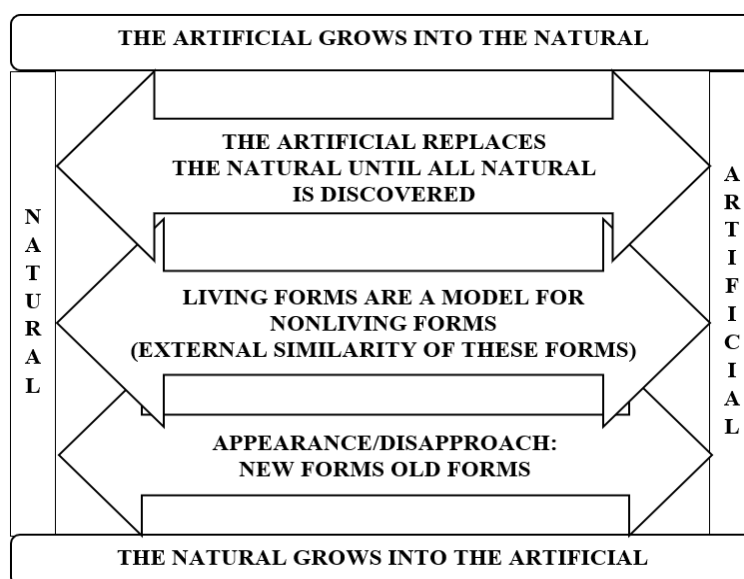 THE ARTIFICIAL GROWS INTO THE NATURAL
NATURAL
THE ARTIFICIAL REPLACES
THE NATURAL UNTIL ALL NATURAL
IS DISCOVERED
LIVING FORMS ARE A MODEL FOR
NONLIVING FORMS
(EXTERNAL SIMILARITY OF THESE FORMS)
APPEARANCE/DISAPPROACH:
NEW FORMS OLD FORMS
ARTIFICIAL
THE NATURAL GROWS INTO THE ARTIFICIAL